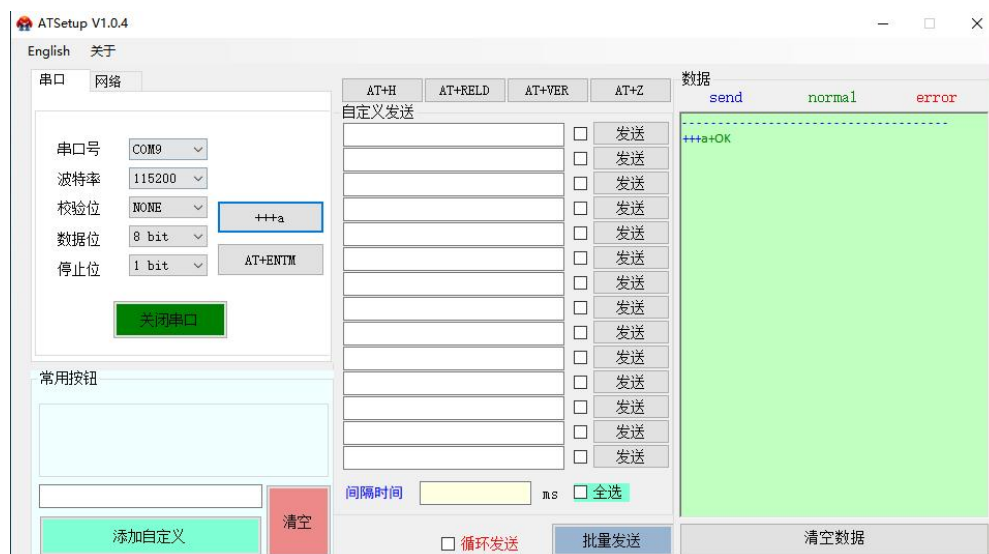 ATSetup V1.0.4
English 关于
串口 网络
串口号 COM9
波特率 115200
校验位 NONE
数据位 8 bit
停止位 1 bit
+++a
AT+ENTM
关闭串口
常用按钮
添加自定义
清空
AT+H AT+RELD AT+VER AT+Z
自定义发送
发送
发送
发送
发送
发送
发送
发送
发送
发送
发送
发送
发送
发送
发送
间隔时间 ms 全选
循环发送 批量发送
数据
send normal error
----------------------------------------
+++a+OK
清空数据